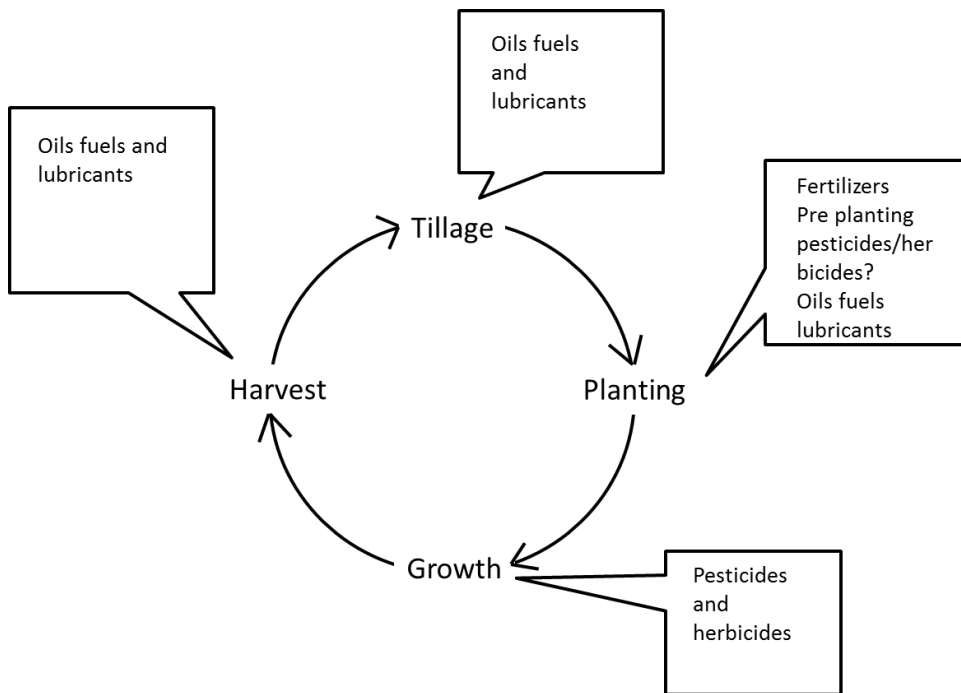 Oils fuels
and
lubricants
Oils fuels and
lubricants
Tillage
Fertilizers
Pre planting
pesticides/her
bicides?
Oils fuels
lubricants
Harvest
Planting
Growth
Pesticides
and
herbicides